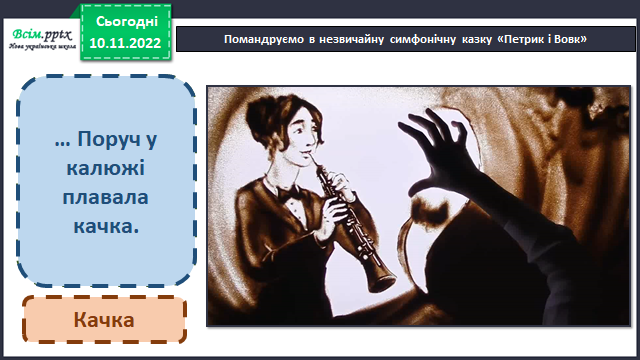 Всім.pptx
Нова українська школа
Сьогодні
10.11.2022
Помандруємо в незвичайну симфонічну казку «Петрик і Вовк»
... Поруч у
калюжі
плавала
качка.
Качка